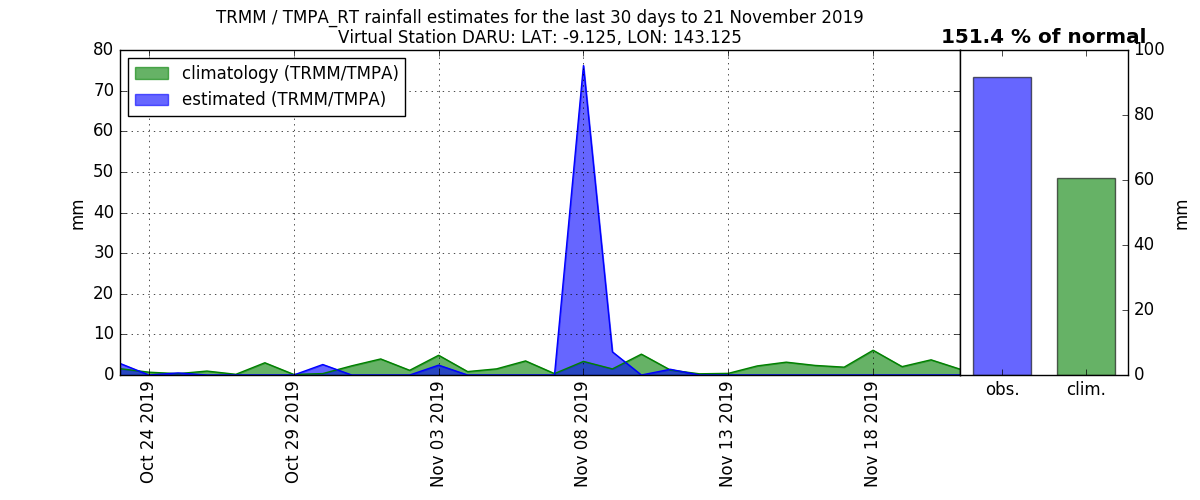 TRMM / TMPA_RT rainfall estimates for the last 30 days to 21 November 2019
Virtual Station DARU: LAT: -9.125, LON: 143.125
151.4 % of normal
climatology (TRMM/TMPA)
estimated (TRMM/TMPA)
80
70
60
50
40
30
20
10
0
mm
Oct 24 2019
Oct 29 2019
Nov 03 2019
Nov 08 2019
Nov 13 2019
Nov 18 2019
100
80
60
40
20
0
mm
obs.
clim.